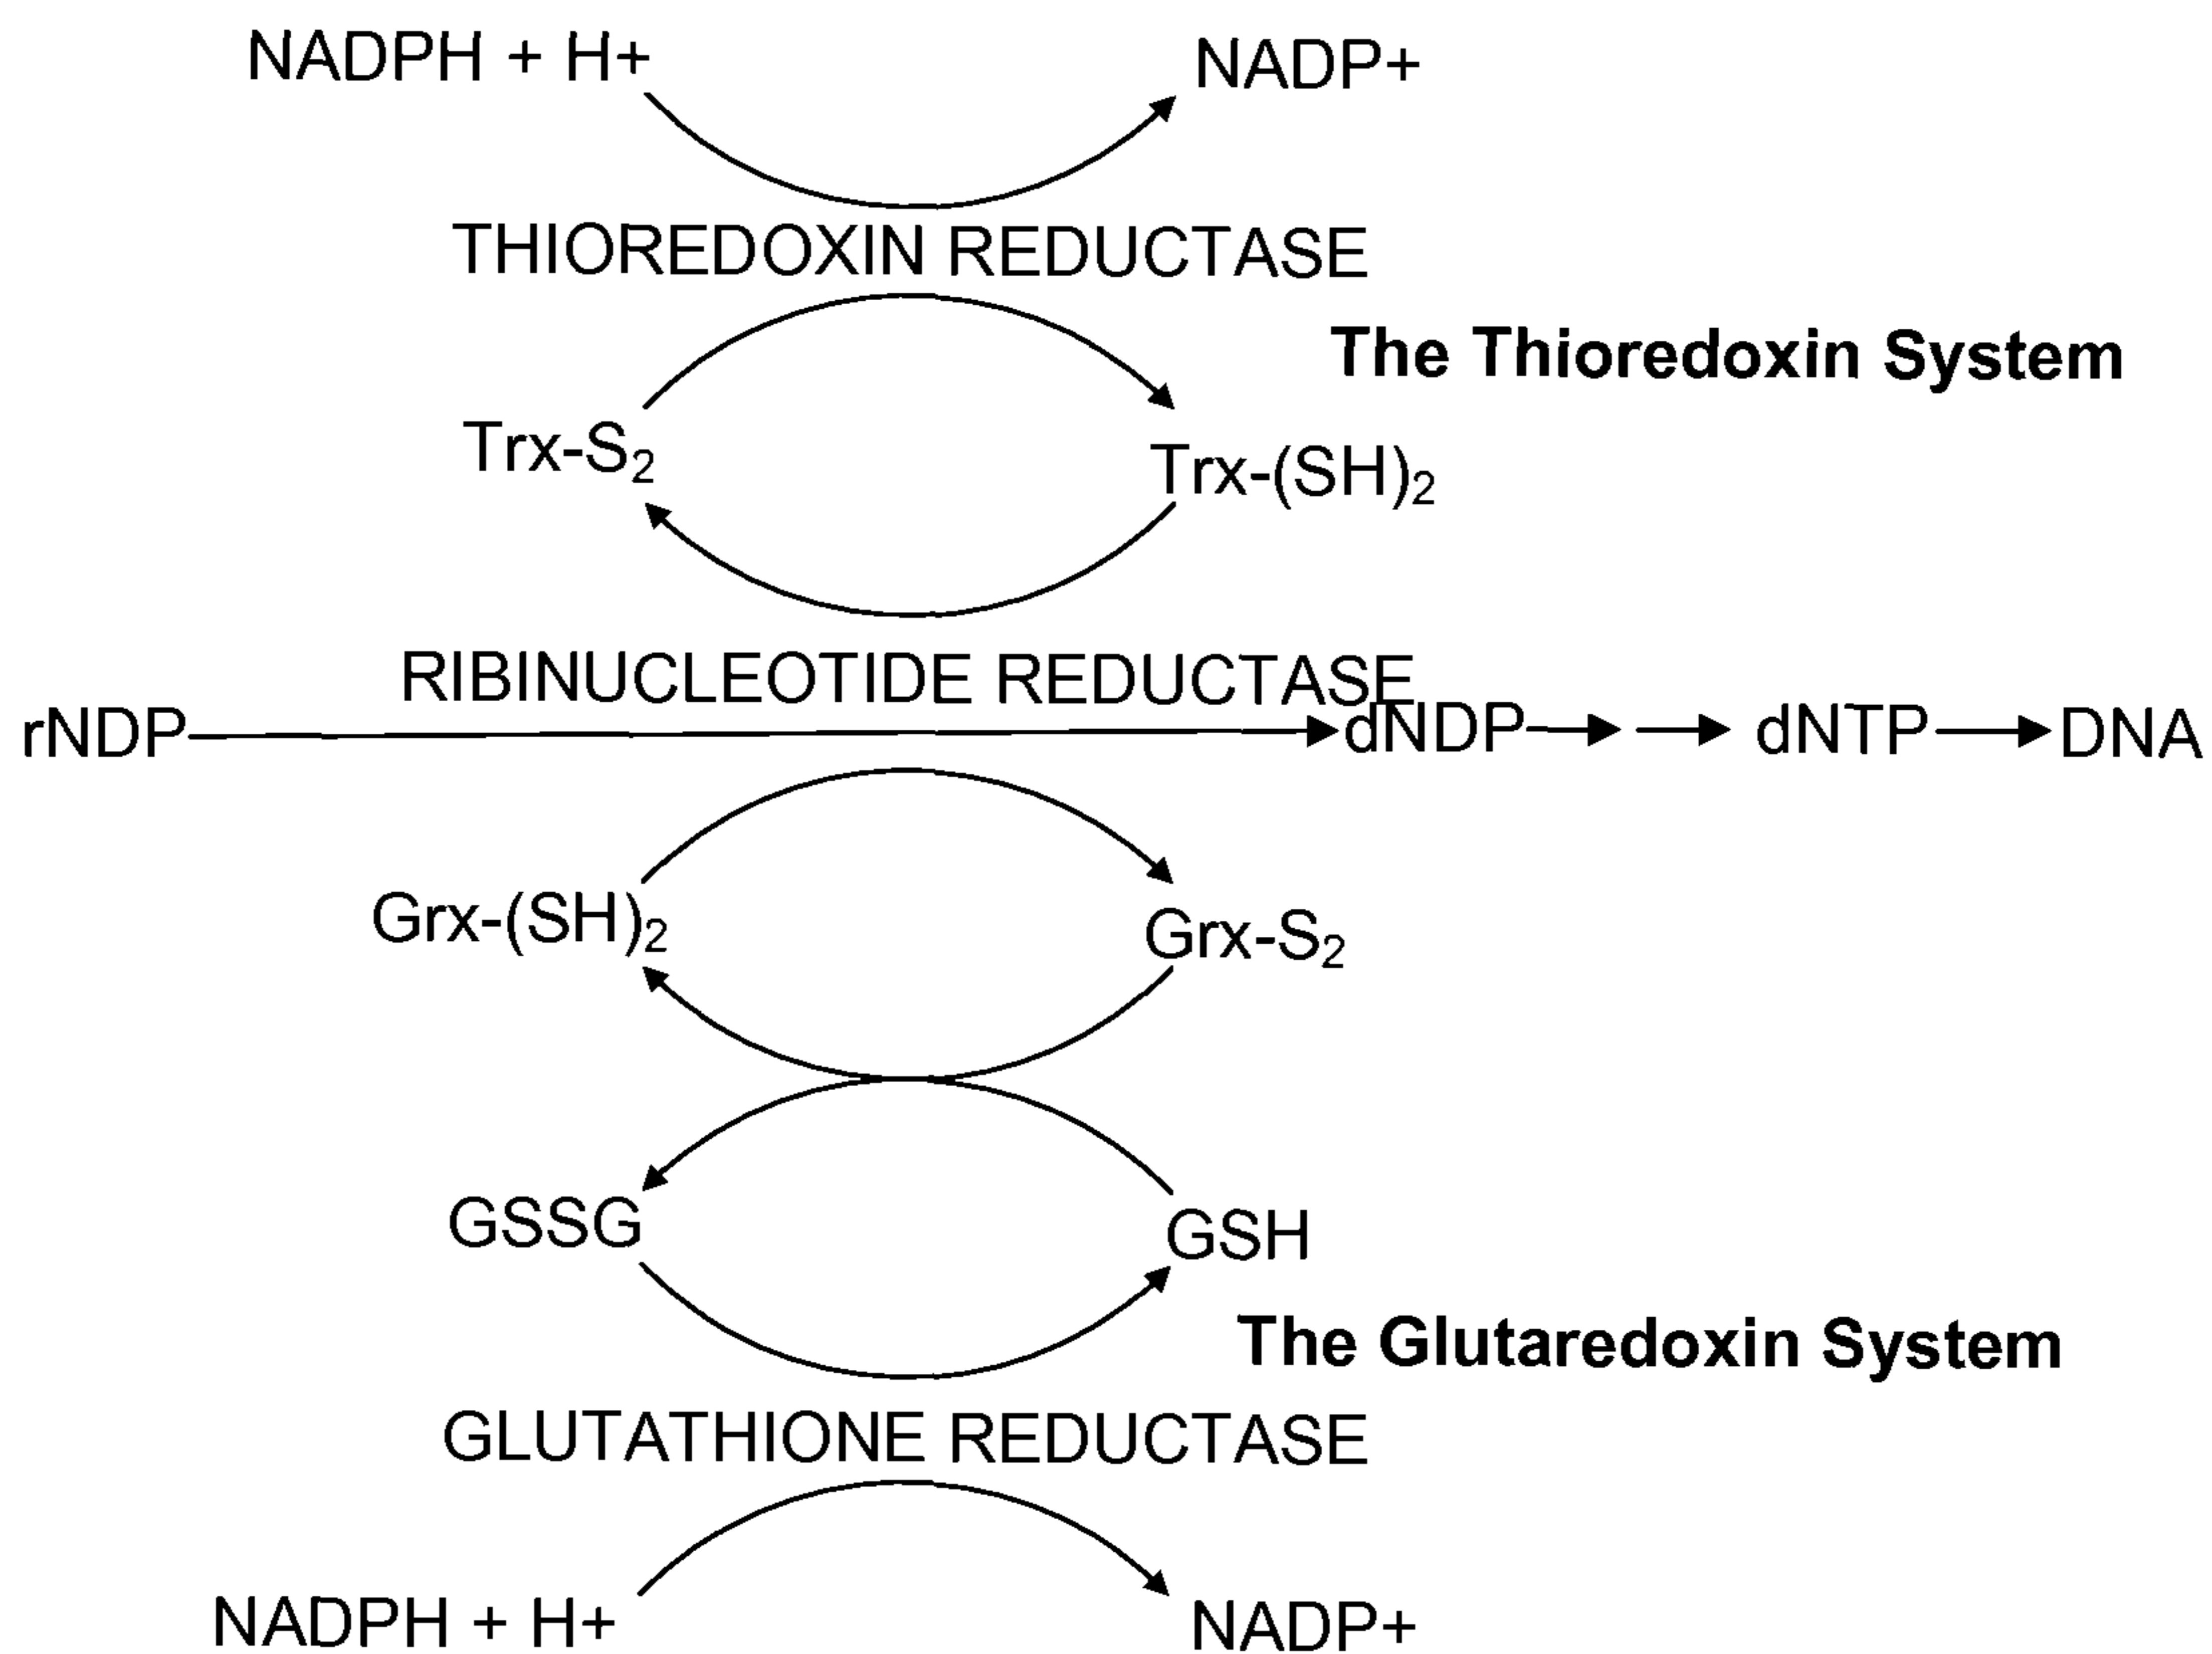 NADPH + H+ NADP+
THIOREDOXIN REDUCTASE
The Thioredoxin System
Trx-S₂ Trx-(SH)₂
RIBINUCLEOTIDE REDUCTASE
rNDP dNDP dNTP DNA
Grx-(SH)₂ Grx-S₂
GSSG GSH
The Glutaredoxin System
GLUTATHIONE REDUCTASE
NADPH + H+ NADP+